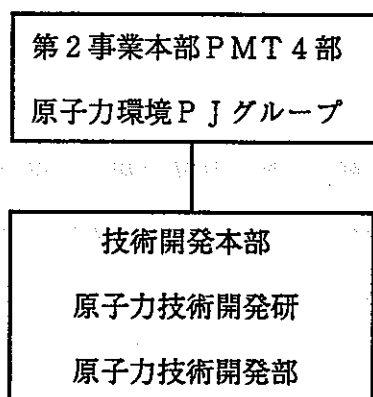 第２事業本部ＰＭＴ４部
原子力環境ＰＪグループ
技術開発本部
原子力技術開発研
原子力技術開発部